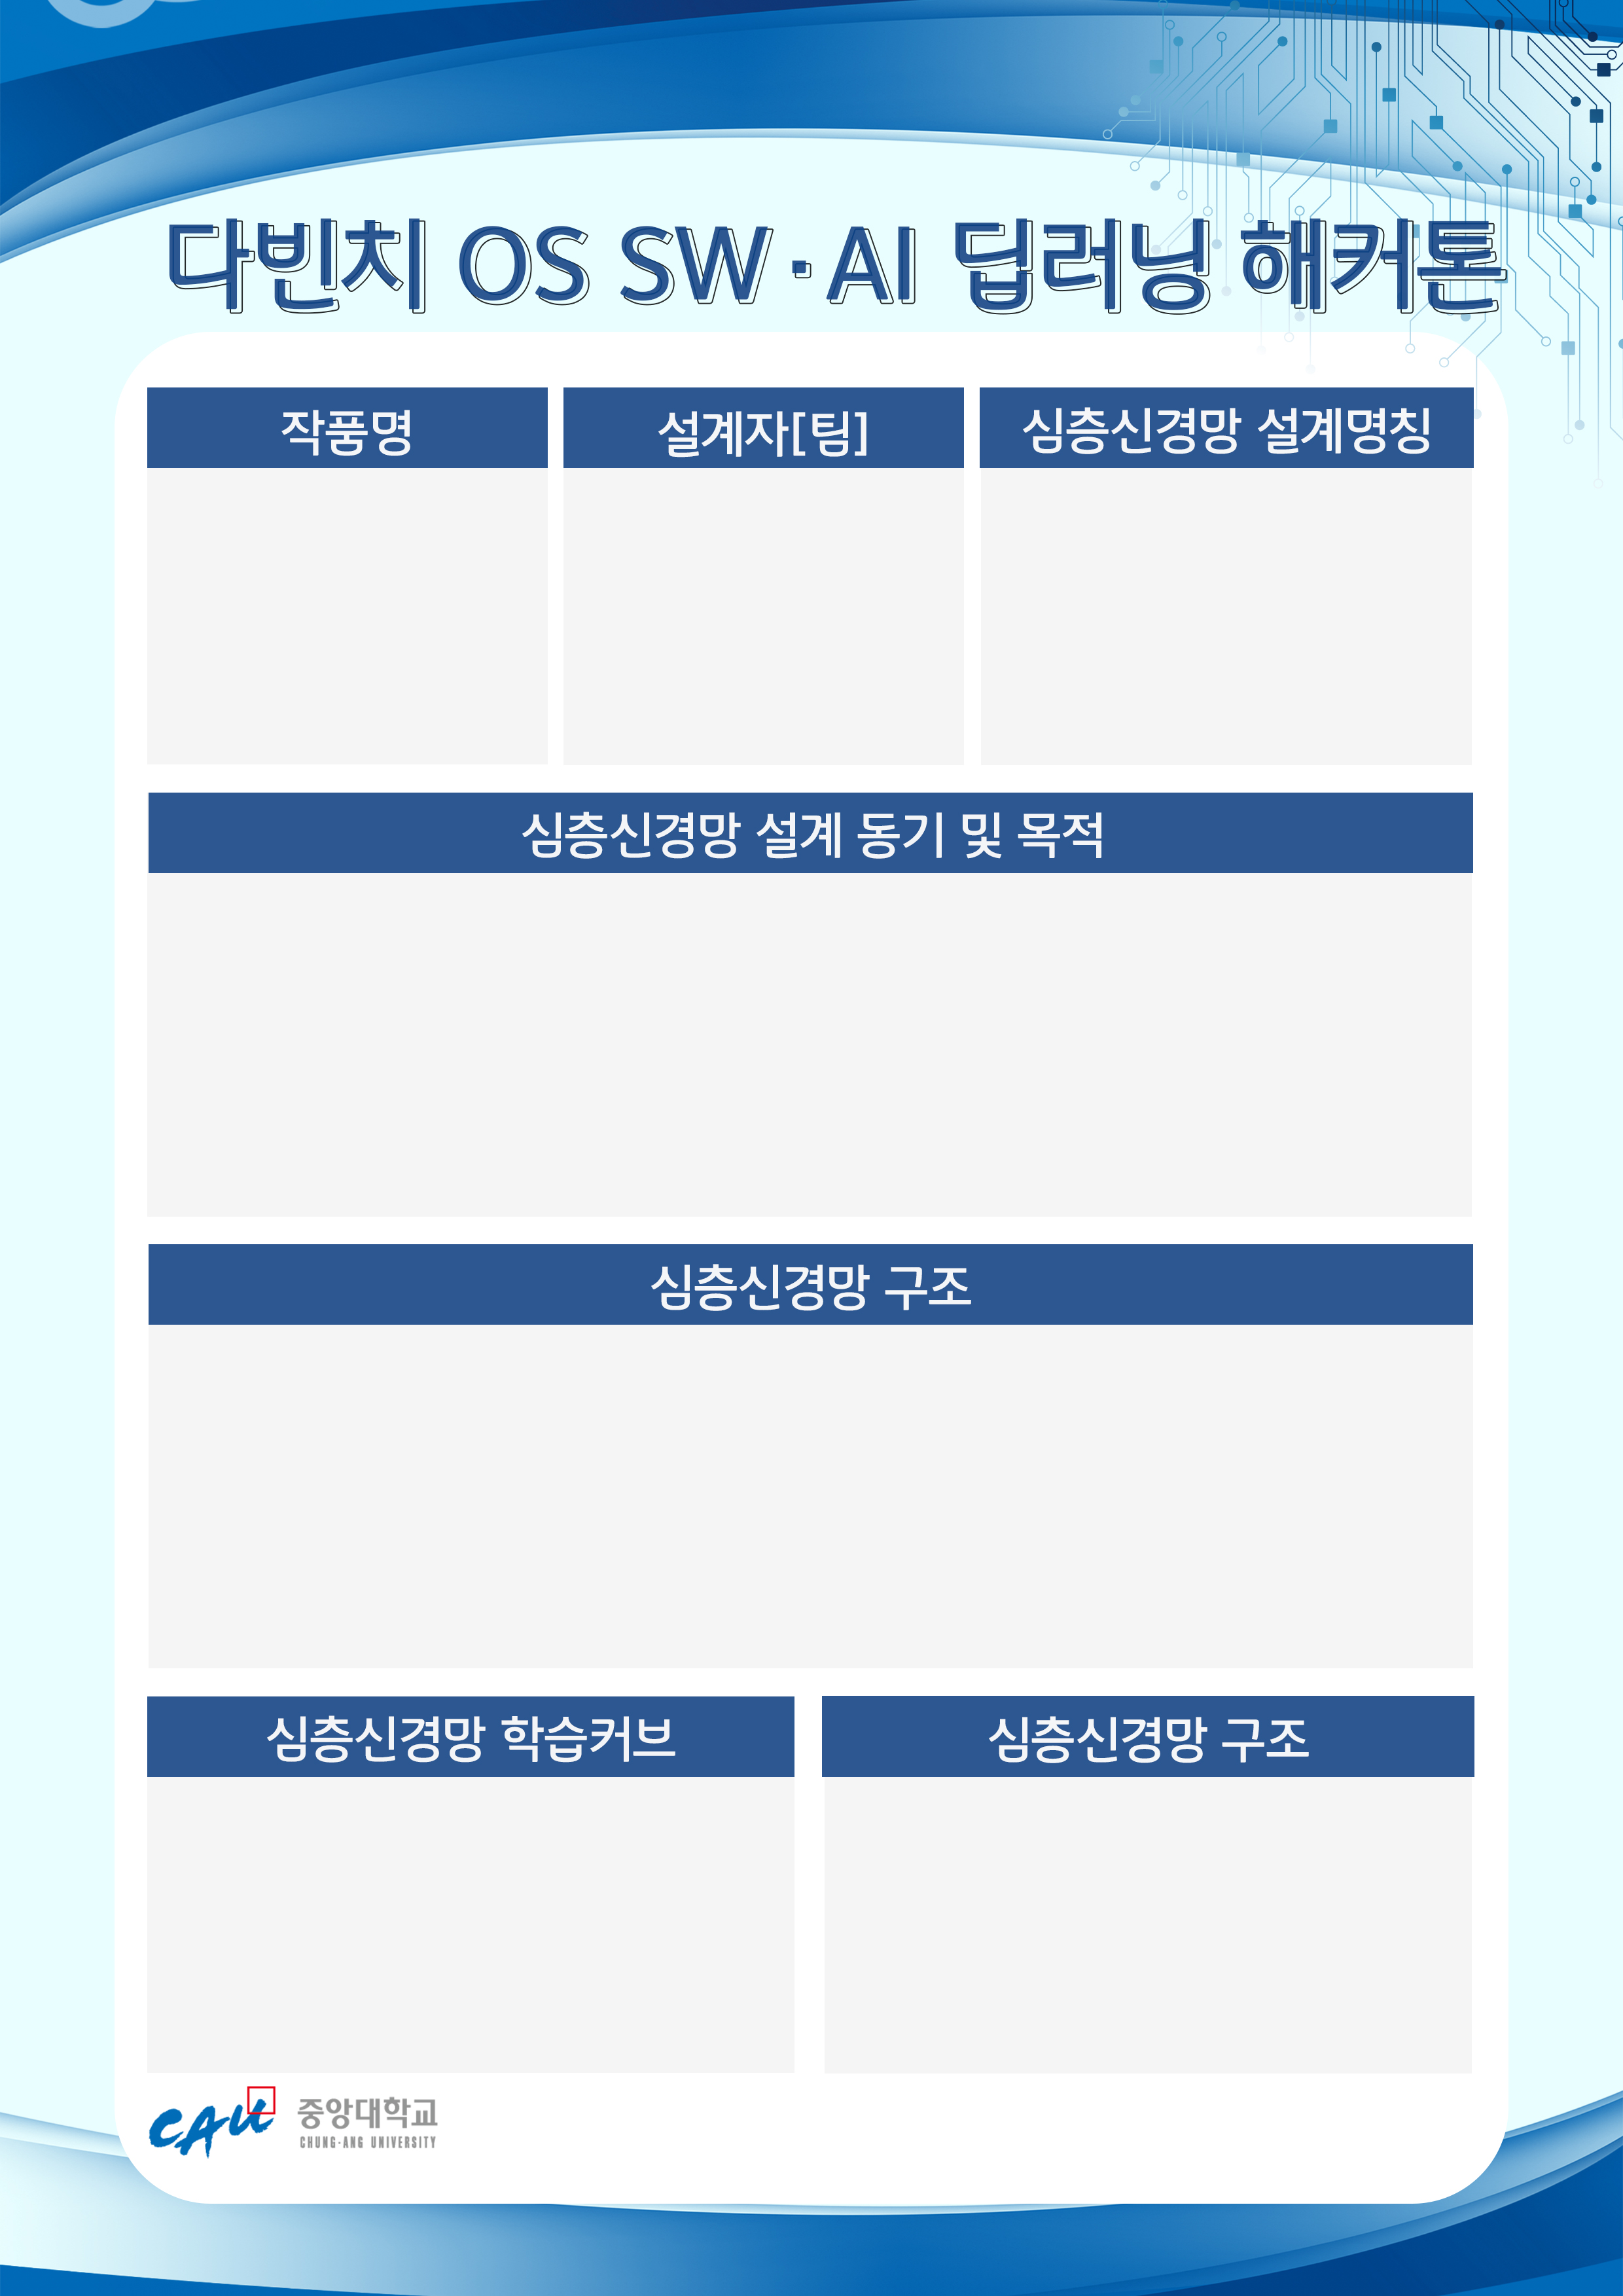 다빈치 OS SW·AI 딥러닝 해커톤
작품명
설계자[팀]
심층신경망 설계명칭
심층신경망 설계 동기 및 목적
심층신경망 구조
심층신경망 학습커브
심층신경망 구조
CAU
중앙대학교
CHUNG-ANG UNIVERSITY